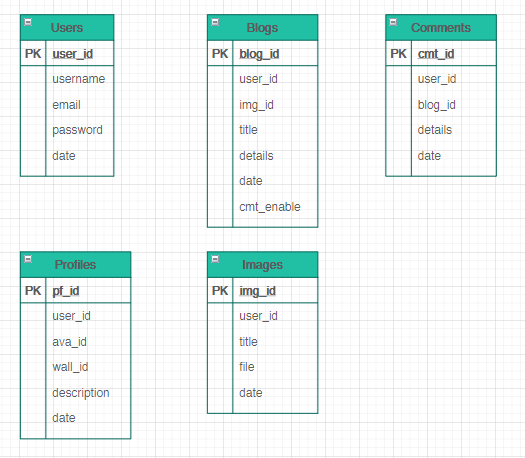 Users
PK user_id
username
email
password
date
Blogs
PK blog_id
user_id
img_id
title
details
date
cmt_enable
Comments
PK cmt_id
user_id
blog_id
details
date
Profiles
PK pf_id
user_id
ava_id
wall_id
description
date
Images
PK img_id
user_id
title
file
date